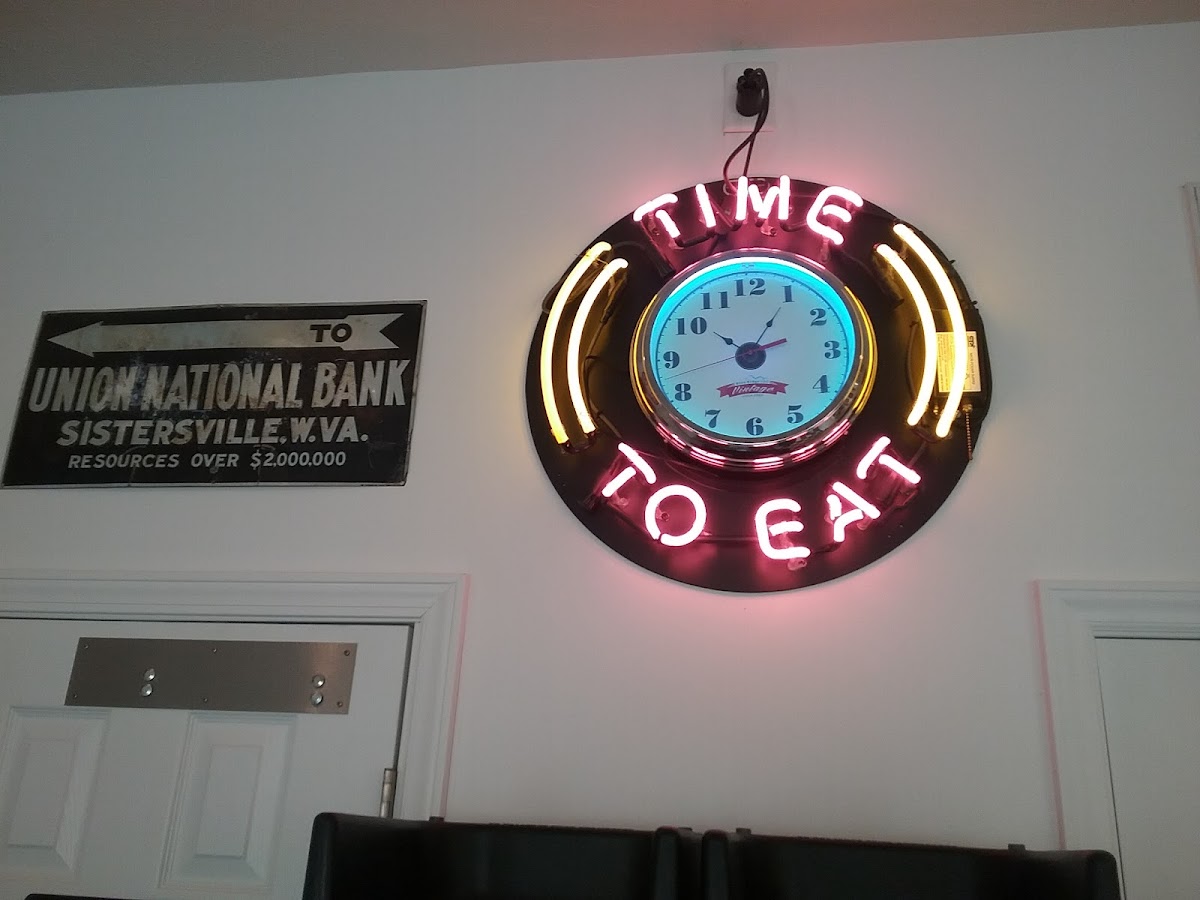 TO
UNION NATIONAL BANK
SISTERSVILLE, W. VA.
RESOURCES OVER $2,000,000
TIME
12
1
2
3
4
5
6
7
8
9
10
11
Vintage
TO EAT